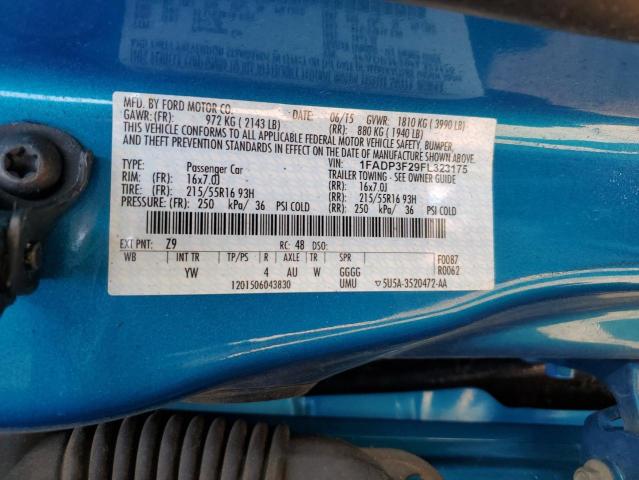 MFD. BY FORD MOTOR CO.
DATE: 06/15 GVWR: 1810 KG (3990 LB)
GAWR: (FR): 972 KG (2143 LB) (RR): 880 KG (1940 LB)
THIS VEHICLE CONFORMS TO ALL APPLICABLE FEDERAL MOTOR VEHICLE SAFETY, BUMPER,
AND THEFT PREVENTION STANDARDS IN EFFECT ON THE DATE OF MANUFACTURE SHOWN ABOVE.
TYPE: Passenger Car VIN: 1FADP3F29FL323175
TRAILER TOWING - SEE OWNER GUIDE
RIM: (FR): 16x7.0J (RR): 16x7.0J
TIRE: (FR): 215/55R16 93H (RR): 215/55R16 93H
PRESSURE: (FR): 250 kPa/ 36 PSI COLD (RR): 250 kPa/ 36 PSI COLD
EXT PNT: Z9 RC: 48 DSO:
WB INT TR TP/PS R AXLE TR SPR F0087
YW 4 AU W GGGG R0062
1201506043830 UMU ▽5U5A-3520472-AA